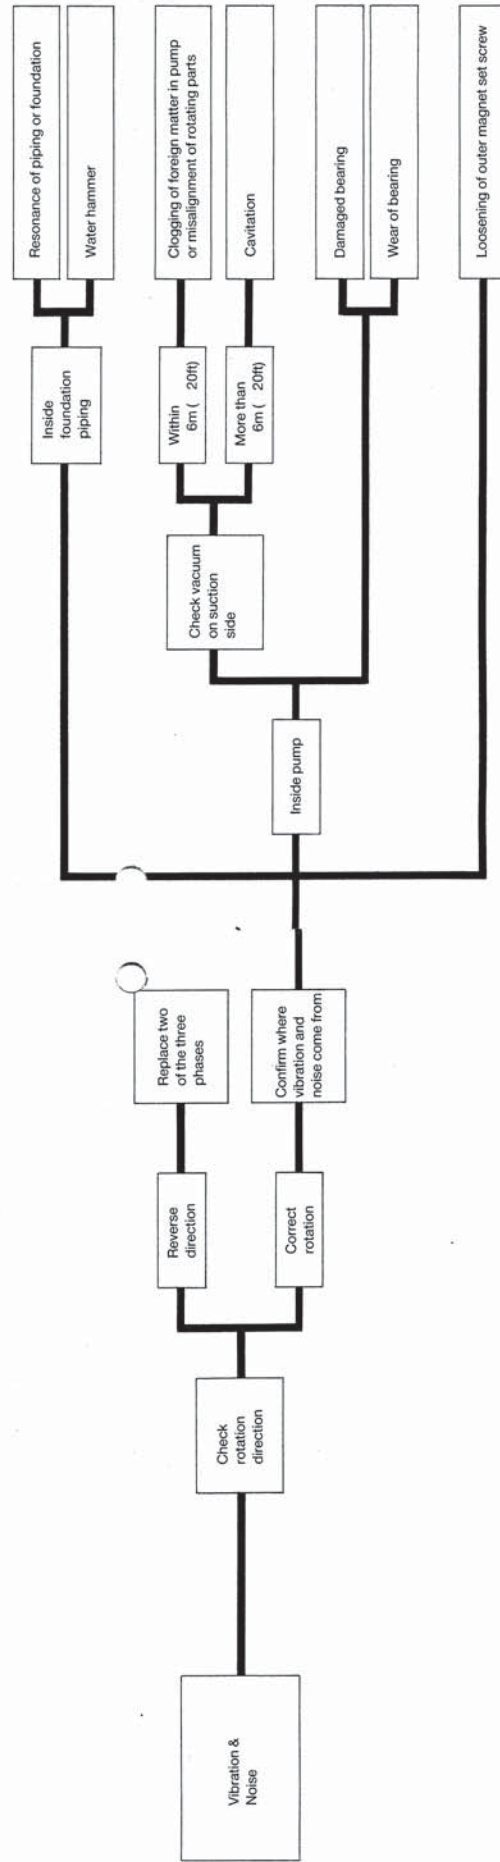 Vibration &
Noise
Check
rotation
direction
Reverse
direction
Correct
rotation
Replace two
of the three
phases
Confirm where
vibration and
noise come from
Inside
foundation
piping
Inside pump
Check vacuum
on suction
side
Within
6m ( 20ft)
More than
6m ( 20ft)
Resonance of piping or foundation
Water hammer
Clogging of foreign matter in pump
or misalignment of rotating parts
Cavitation
Damaged bearing
Wear of bearing
Loosening of outer magnet set screw